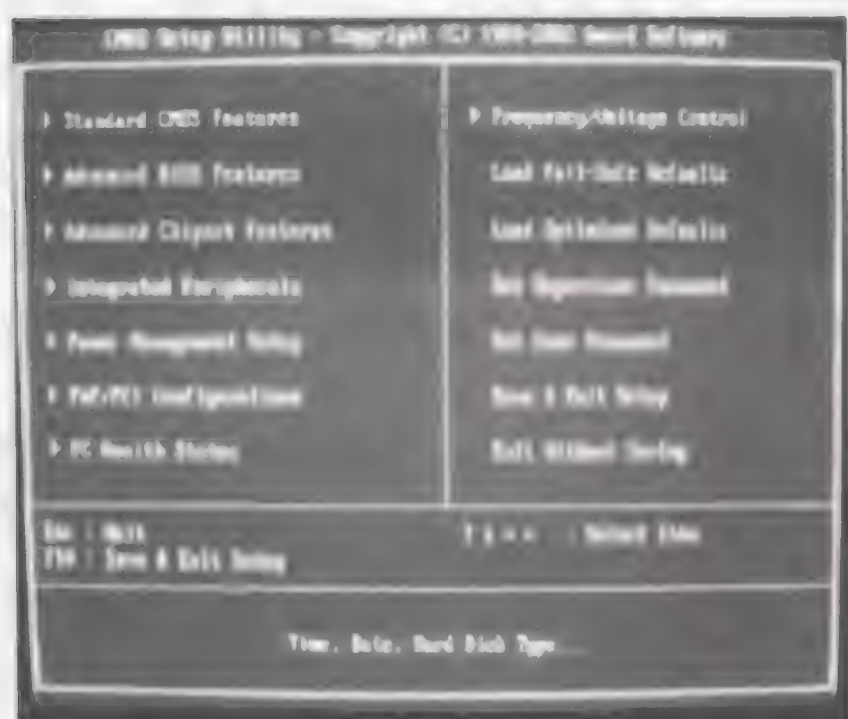 CMOS Setup Utility - Copyright (C) Award Software
Standard CMOS Features
Advanced BIOS Features
Advanced Chipset Features
Integrated Peripherals
Power Management Setup
PnP/PCI Configurations
PC Health Status
Frequency/Voltage Control
Load Fail-Safe Defaults
Load Optimized Defaults
Set Supervisor Password
Set User Password
Save & Exit Setup
Exit Without Saving
Esc : Quit
F10 : Save & Exit Setup
: Select Item
Time, Date, Hard Disk Type...